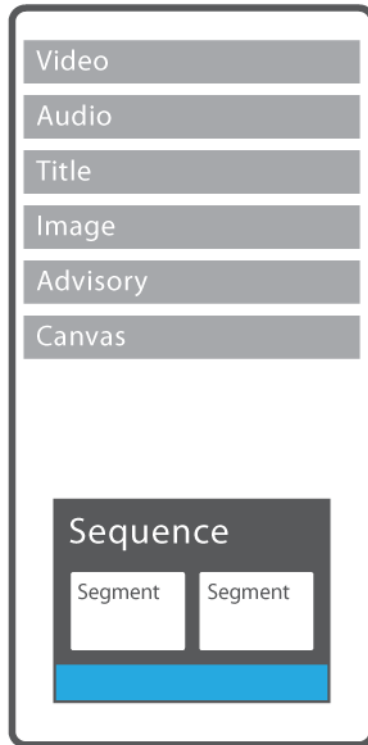 Video
Audio
Title
Image
Advisory
Canvas
Sequence
Segment Segment